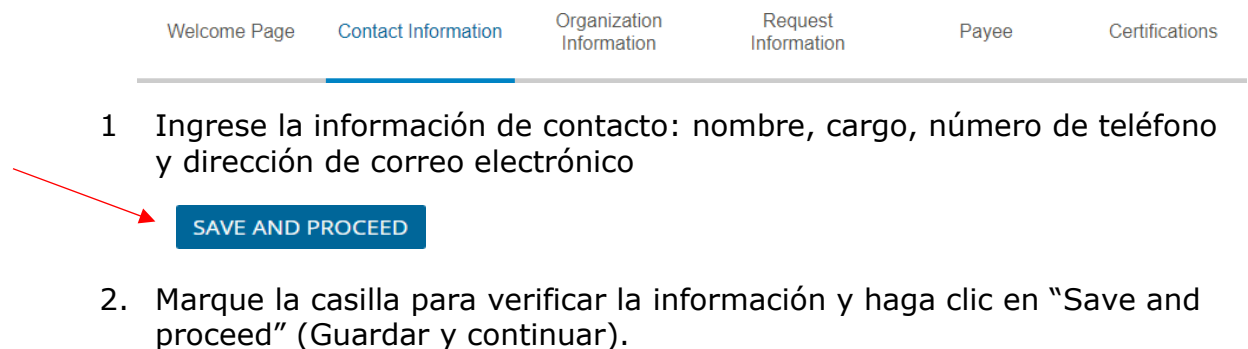 Welcome Page Contact Information Organization Information Request Information Payee Certifications
1 Ingrese la información de contacto: nombre, cargo, número de teléfono
y dirección de correo electrónico
SAVE AND PROCEED
2. Marque la casilla para verificar la información y haga clic en “Save and
proceed” (Guardar y continuar).